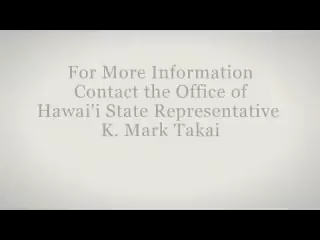 For More Information
Contact the Office of
Hawai'i State Representative
K. Mark Takai